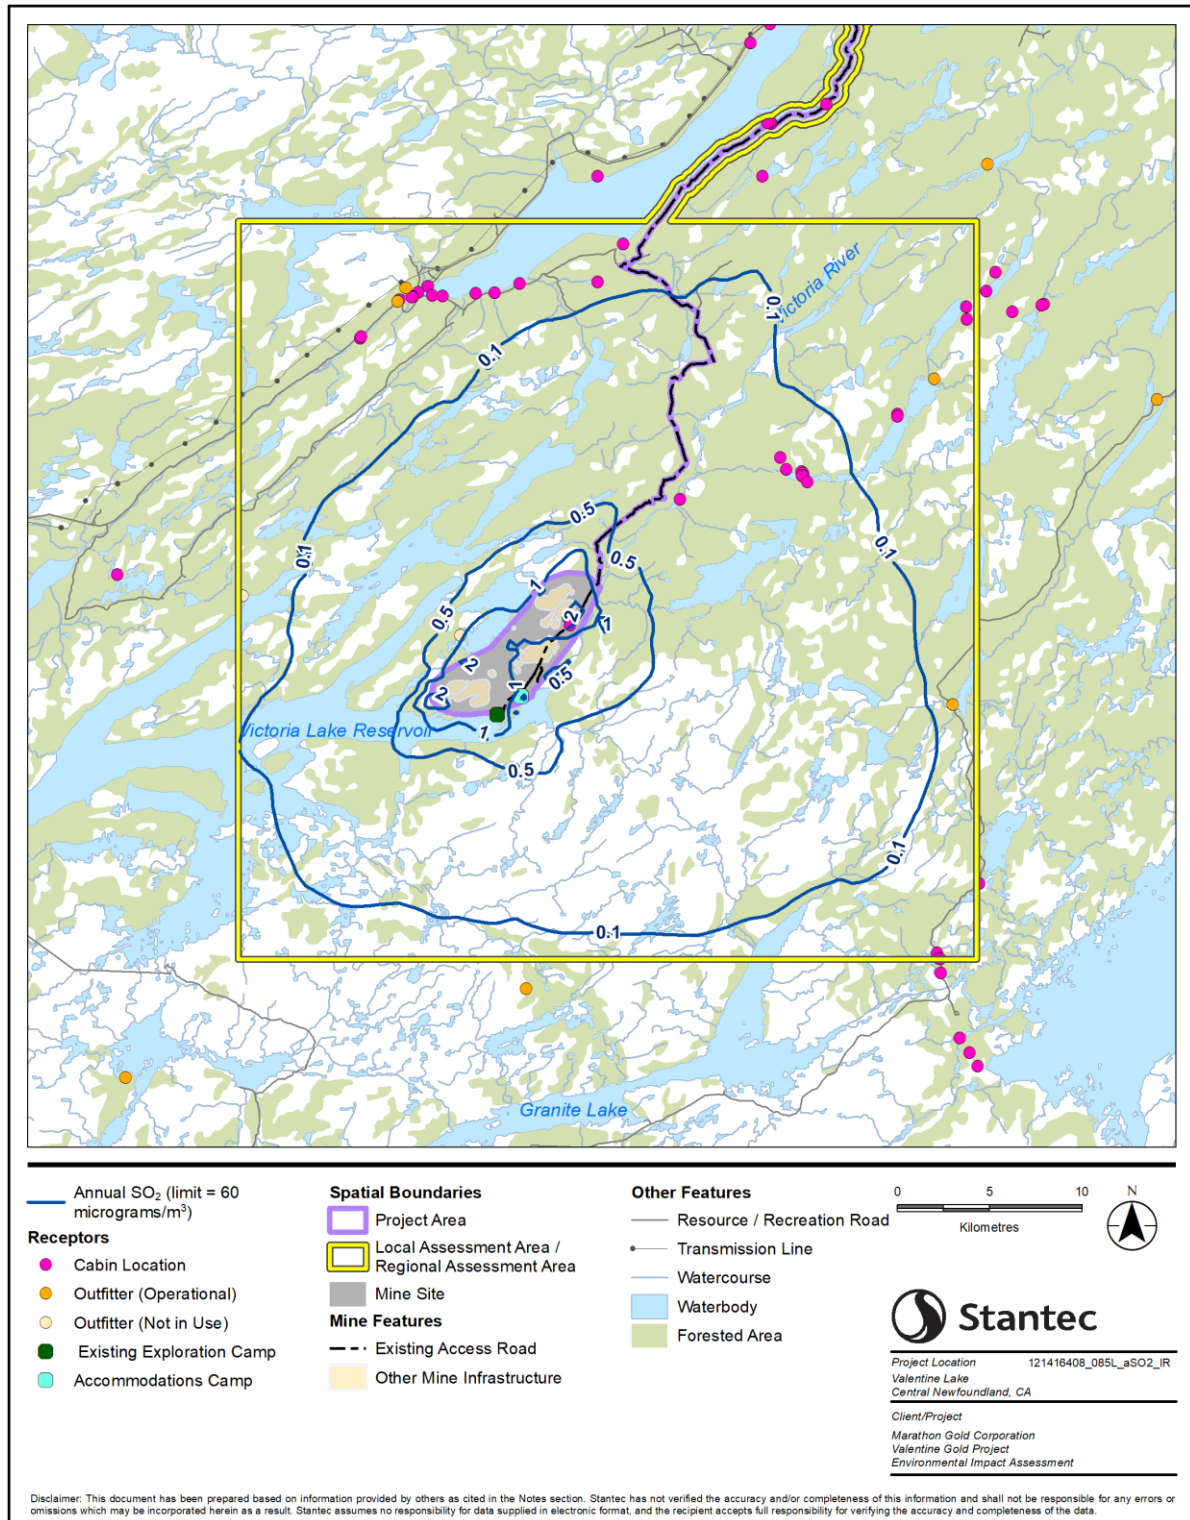 Victoria River
0.1
0.1
0.1
0.5
0.5
0.1
1
0.5
2
1
2
1
0.5
2
Victoria Lake Reservoir
1
0.5
0.1
0.1
Granite Lake
Annual SO₂ (limit = 60
micrograms/m³)
Receptors
Cabin Location
Outfitter (Operational)
Outfitter (Not in Use)
Existing Exploration Camp
Accommodations Camp
Spatial Boundaries
Project Area
Local Assessment Area /
Regional Assessment Area
Mine Site
Mine Features
Existing Access Road
Other Mine Infrastructure
Other Features
Resource / Recreation Road
Transmission Line
Watercourse
Waterbody
Forested Area
0 5 10
Kilometres
N
Stantec
Project Location 121416408_085L_aSO2_IR
Valentine Lake
Central Newfoundland, CA
Client/Project
Marathon Gold Corporation
Valentine Gold Project
Environmental Impact Assessment
Disclaimer: This document has been prepared based on information provided by others as cited in the Notes section. Stantec has not verified the accuracy and/or completeness of this information and shall not be responsible for any errors or
omissions which may be incorporated herein as a result. Stantec assumes no responsibility for data supplied in electronic format, and the recipient accepts full responsibility for verifying the accuracy and completeness of the data.